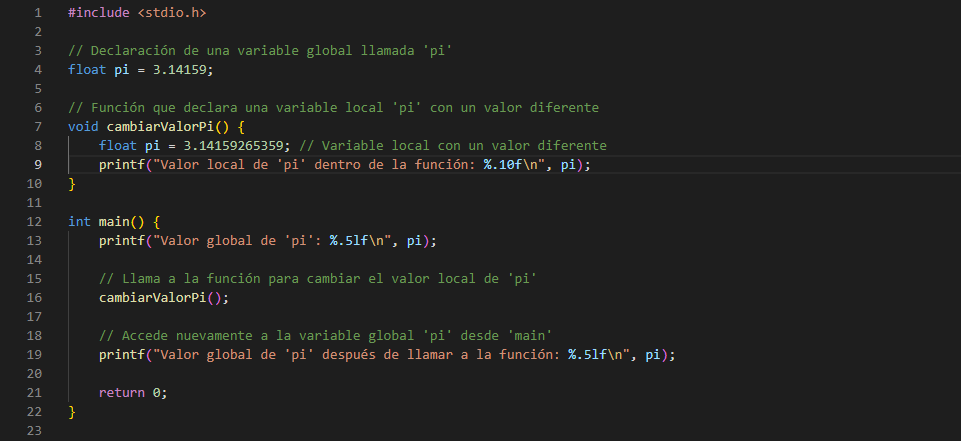 1 #include <stdio.h>
2
3 // Declaración de una variable global llamada 'pi'
4 float pi = 3.14159;
5
6 // Función que declara una variable local 'pi' con un valor diferente
7 void cambiarValorPi() {
8     float pi = 3.14159265359; // Variable local con un valor diferente
9     printf("Valor local de 'pi' dentro de la función: %.10f\n", pi);
10 }
11
12 int main() {
13     printf("Valor global de 'pi': %.5lf\n", pi);
14
15     // Llama a la función para cambiar el valor local de 'pi'
16     cambiarValorPi();
17
18     // Accede nuevamente a la variable global 'pi' desde 'main'
19     printf("Valor global de 'pi' después de llamar a la función: %.5lf\n", pi);
20
21     return 0;
22 }
23